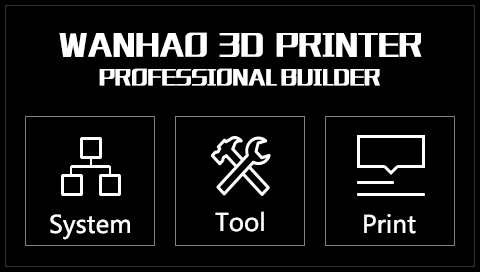 WANHAO 3D PRINTER
PROFESSIONAL BUILDER
System
Tool
Print